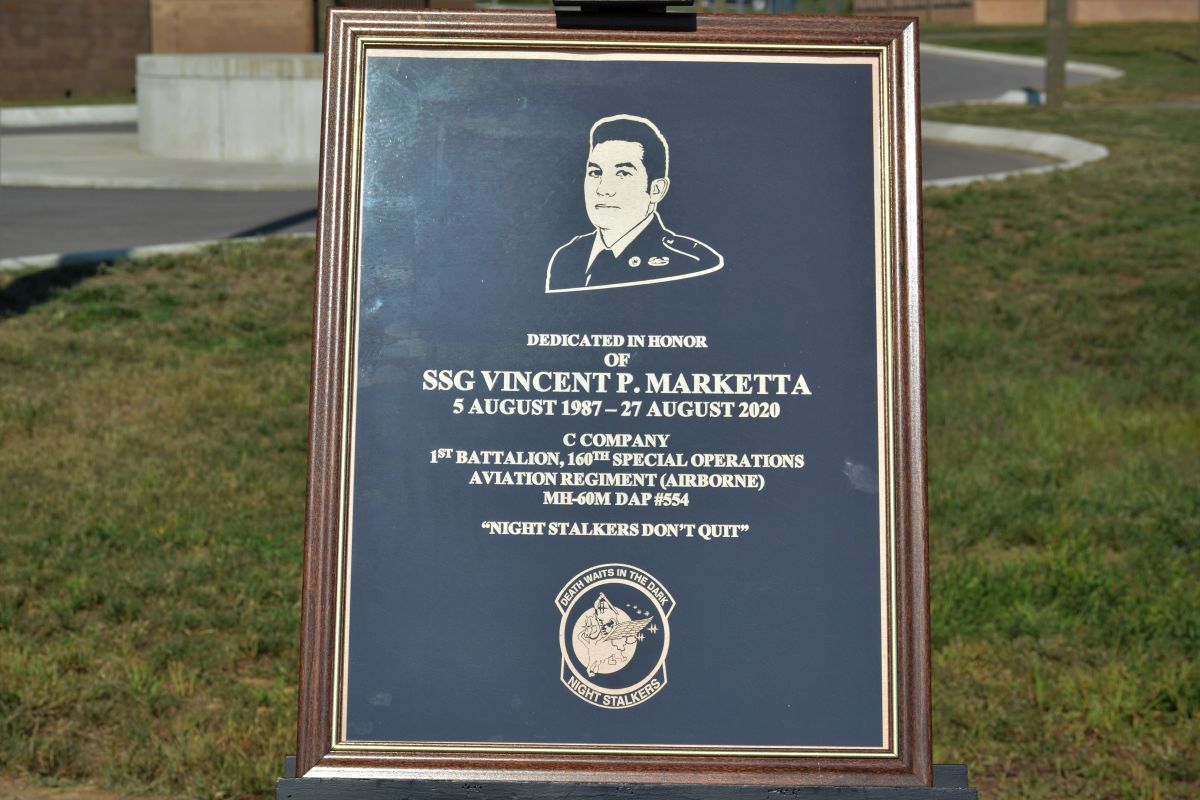 DEDICATED IN HONOR
OF
SSG VINCENT P. MARKETTA
5 AUGUST 1987 – 27 AUGUST 2020
C COMPANY
1ST BATTALION, 160TH SPECIAL OPERATIONS
AVIATION REGIMENT (AIRBORNE)
MH-60M DAP #554
“NIGHT STALKERS DON’T QUIT”
DEATH WAITS IN THE DARK
NIGHT STALKERS